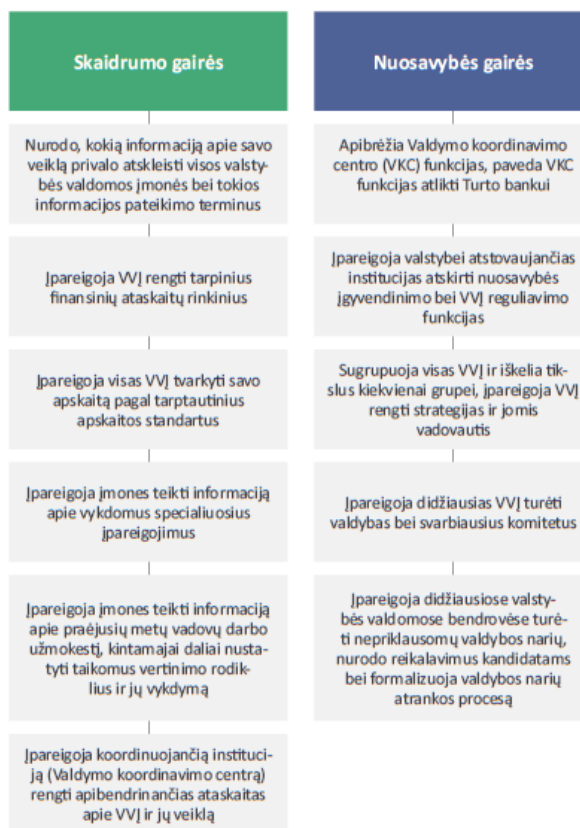 Skaidrumo gairės
Nurodo, kokią informaciją apie savo
veiklą privalo atskleisti visos valsty-
bės valdomos įmonės bei tokios
informacijos pateikimo terminus
Įpareigoja VVĮ rengti tarpinius
finansinių ataskaitų rinkinius
Įpareigoja visas VVĮ tvarkyti savo
apskaitą pagal tarptautinius
apskaitos standartus
Įpareigoja įmones teikti informaciją
apie vykdomus specialiuosius
įpareigojimus
Įpareigoja įmones teikti informaciją
apie praėjusių metų vadovų darbo
užmokestį, kintamajai daliai nusta-
tyti taikomus vertinimo rodik-
lius ir jų vykdymą
Įpareigoja koordinuojančią instituci-
ją (Valdymo koordinavimo centrą)
rengti apibendrinančias ataskaitas
apie VVĮ ir jų veiklą
Nuosavybės gairės
Apibrėžia Valdymo koordinavimo
centro (VKC) funkcijas, paveda VKC
funkcijas atlikti Turto bankui
Įpareigoja valstybei atstovaujančias
institucijas atskirti nuosavybės
įgyvendinimo bei VVĮ reguliavimo
funkcijas
Sugrupuoja visas VVĮ ir iškelia tik-
slus kiekvienai grupei, įpareigoja VVĮ
rengti strategijas ir jomis
vadovautis
Įpareigoja didžiausias VVĮ turėti
valdybas bei svarbiausius komitetus
Įpareigoja didžiausiose valsty-
bės valdomose bendrovėse turė-
ti nepriklausomų valdybos narių,
nurodo reikalavimus kandidatams
bei formalizuoja valdybos narių
atrankos procesą